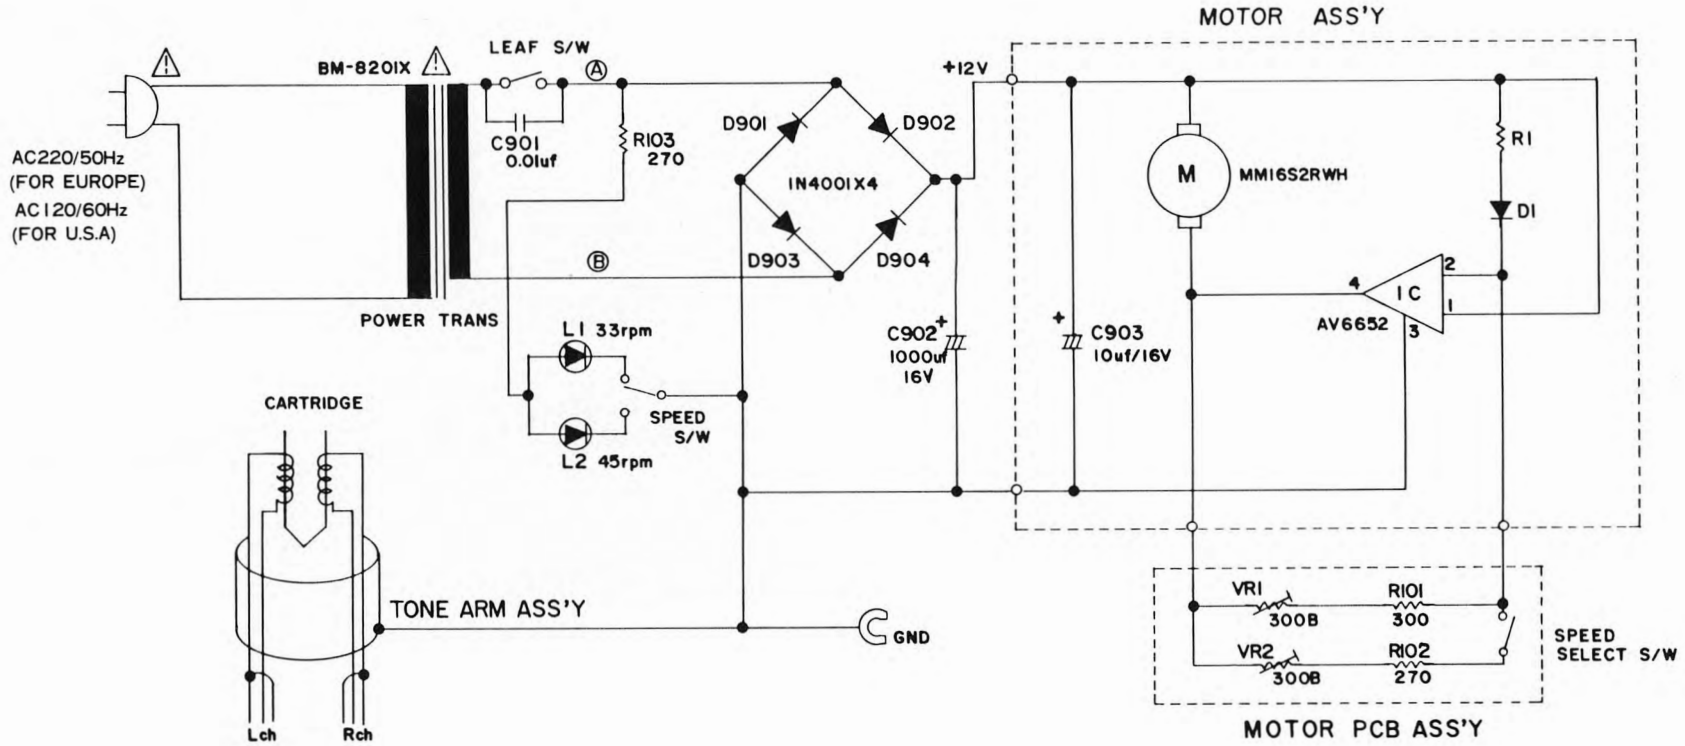 MOTOR ASS'Y
LEAF S/W
BM-8201X
A
+12V
C901
0.01uf
R103
270
D901
D902
1N4001X4
D903
D904
AC220/50Hz
(FOR EUROPE)
AC120/60Hz
(FOR U.S.A)
B
POWER TRANS
M
MM16S2RWH
R1
D1
2
4
IC
1
AV6652
3
C902
+
1000uf
16V
+
C903
10uf/16V
L1 33rpm
SPEED
S/W
L2 45rpm
CARTRIDGE
TONE ARM ASS'Y
GND
Lch
Rch
VR1
300B
R101
300
VR2
300B
R102
270
SPEED
SELECT S/W
MOTOR PCB ASS'Y